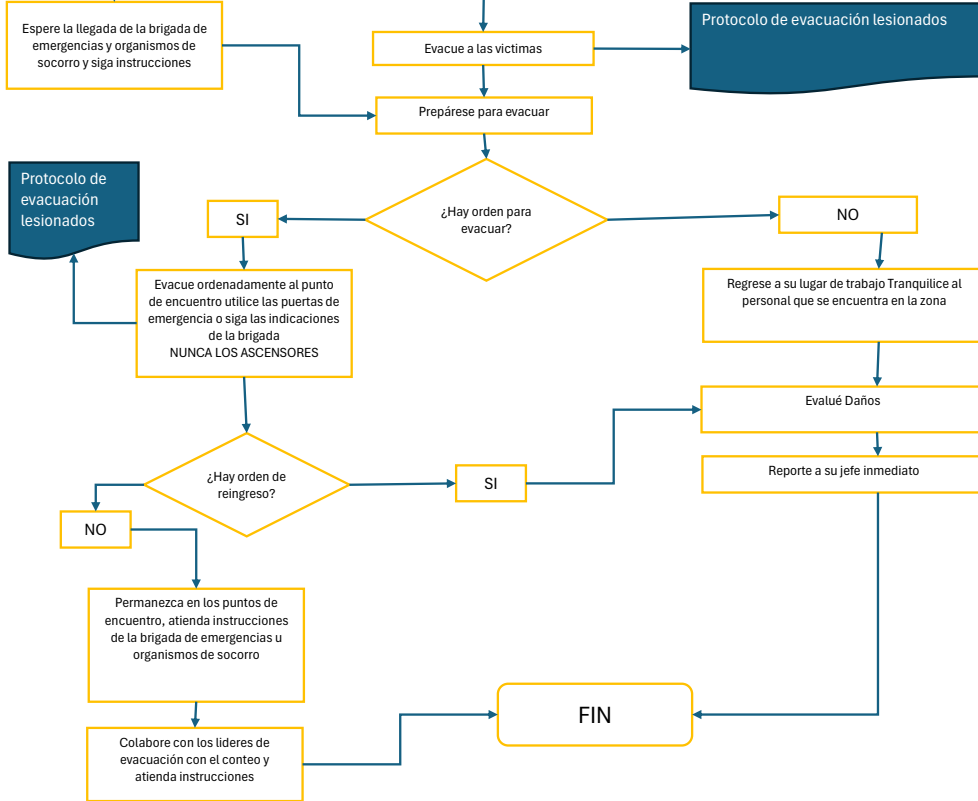 Espere la llegada de la brigada de
emergencias y organismos de
socorro y siga instrucciones
Evacue a las victimas
Protocolo de evacuación lesionados
Prepárese para evacuar
Protocolo de
evacuación
lesionados
¿Hay orden para
evacuar?
SI
NO
Evacue ordenadamente al punto
de encuentro utilice las puertas de
emergencia o siga las indicaciones
de la brigada
NUNCA LOS ASCENSORES
Regrese a su lugar de trabajo Tranquilice al
personal que se encuentra en la zona
Evalué Daños
Reporte a su jefe inmediato
¿Hay orden de
reingreso?
SI
NO
Permanezca en los puntos de
encuentro, atienda instrucciones
de la brigada de emergencias u
organismos de socorro
Colabore con los lideres de
evacuación con el conteo y
atienda instrucciones
FIN